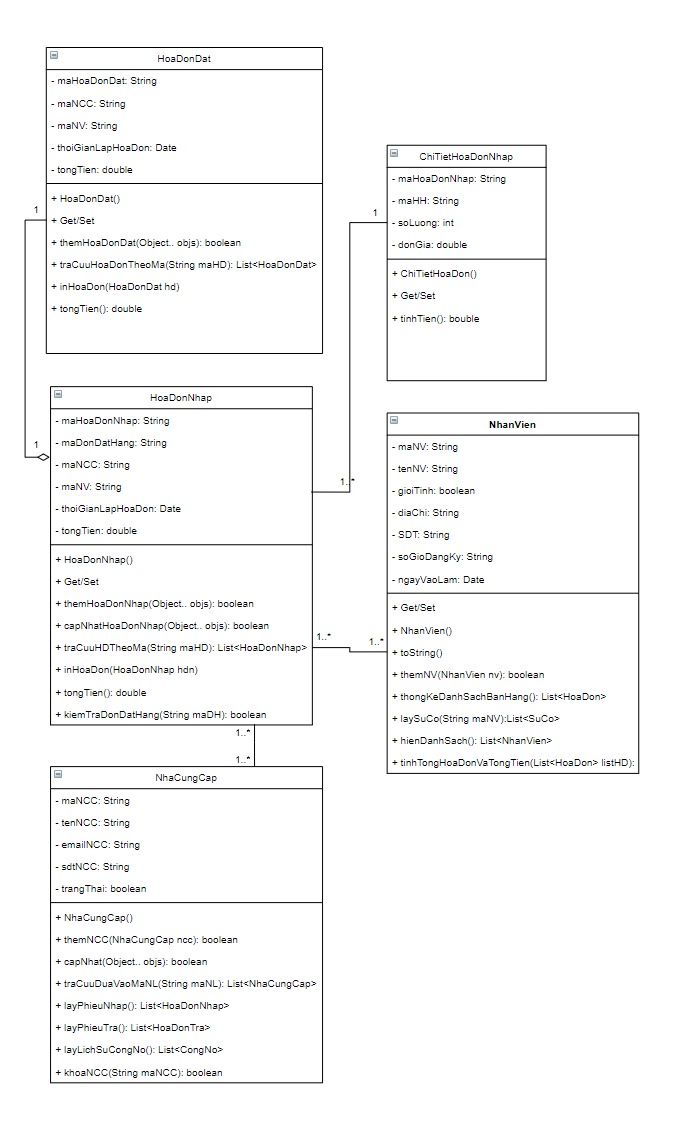 HoaDonDat
- maHoaDonDat: String
- maNCC: String
- maNV: String
- thoiGianLapHoaDon: Date
- tongTien: double
+ HoaDonDat()
+ Get/Set
+ themHoaDonDat(Object.. objs): boolean
+ traCuuHoaDonTheoMa(String maHD): List<HoaDonDat>
+ inHoaDon(HoaDonDat hd)
+ tongTien(): double
1
1
ChiTietHoaDonNhap
- maHoaDonNhap: String
- maHH: String
- soLuong: int
- donGia: double
+ ChiTietHoaDon()
+ Get/Set
+ tinhTien(): bouble
1
1..*
HoaDonNhap
- maHoaDonNhap: String
- maDonDatHang: String
- maNCC: String
- maNV: String
- thoiGianLapHoaDon: Date
- tongTien: double
+ HoaDonNhap()
+ Get/Set
+ themHoaDonNhap(Object.. objs): boolean
+ capNhatHoaDonNhap(Object.. objs): boolean
+ traCuuHDTheoMa(String maHD): List<HoaDonNhap>
+ inHoaDon(HoaDonNhap hdn)
+ tongTien(): double
+ kiemTraDonDatHang(String maDH): boolean
1..*
1..*
NhanVien
- maNV: String
- tenNV: String
- gioiTinh: boolean
- diaChi: String
- SDT: String
- soGioDangKy: String
- ngayVaoLam: Date
+ Get/Set
+ NhanVien()
+ toString()
+ themNV(NhanVien nv): boolean
+ thongKeDanhSachBanHang(): List<HoaDon>
+ laySuCo(String maNV):List<SuCo>
+ hienDanhSach(): List<NhanVien>
+ tinhTongHoaDonVaTongTien(List<HoaDon> listHD):
1..*
1..*
NhaCungCap
- maNCC: String
- tenNCC: String
- emailNCC: String
- sdtNCC: String
- trangThai: boolean
+ NhaCungCap()
+ themNCC(NhaCungCap ncc): boolean
+ capNhat(Object.. objs): boolean
+ traCuuDuaVaoMaNL(String maNL): List<NhaCungCap>
+ layPhieuNhap(): List<HoaDonNhap>
+ layPhieuTra(): List<HoaDonTra>
+ layLichSuCongNo(): List<CongNo>
+ khoaNCC(String maNCC): boolean